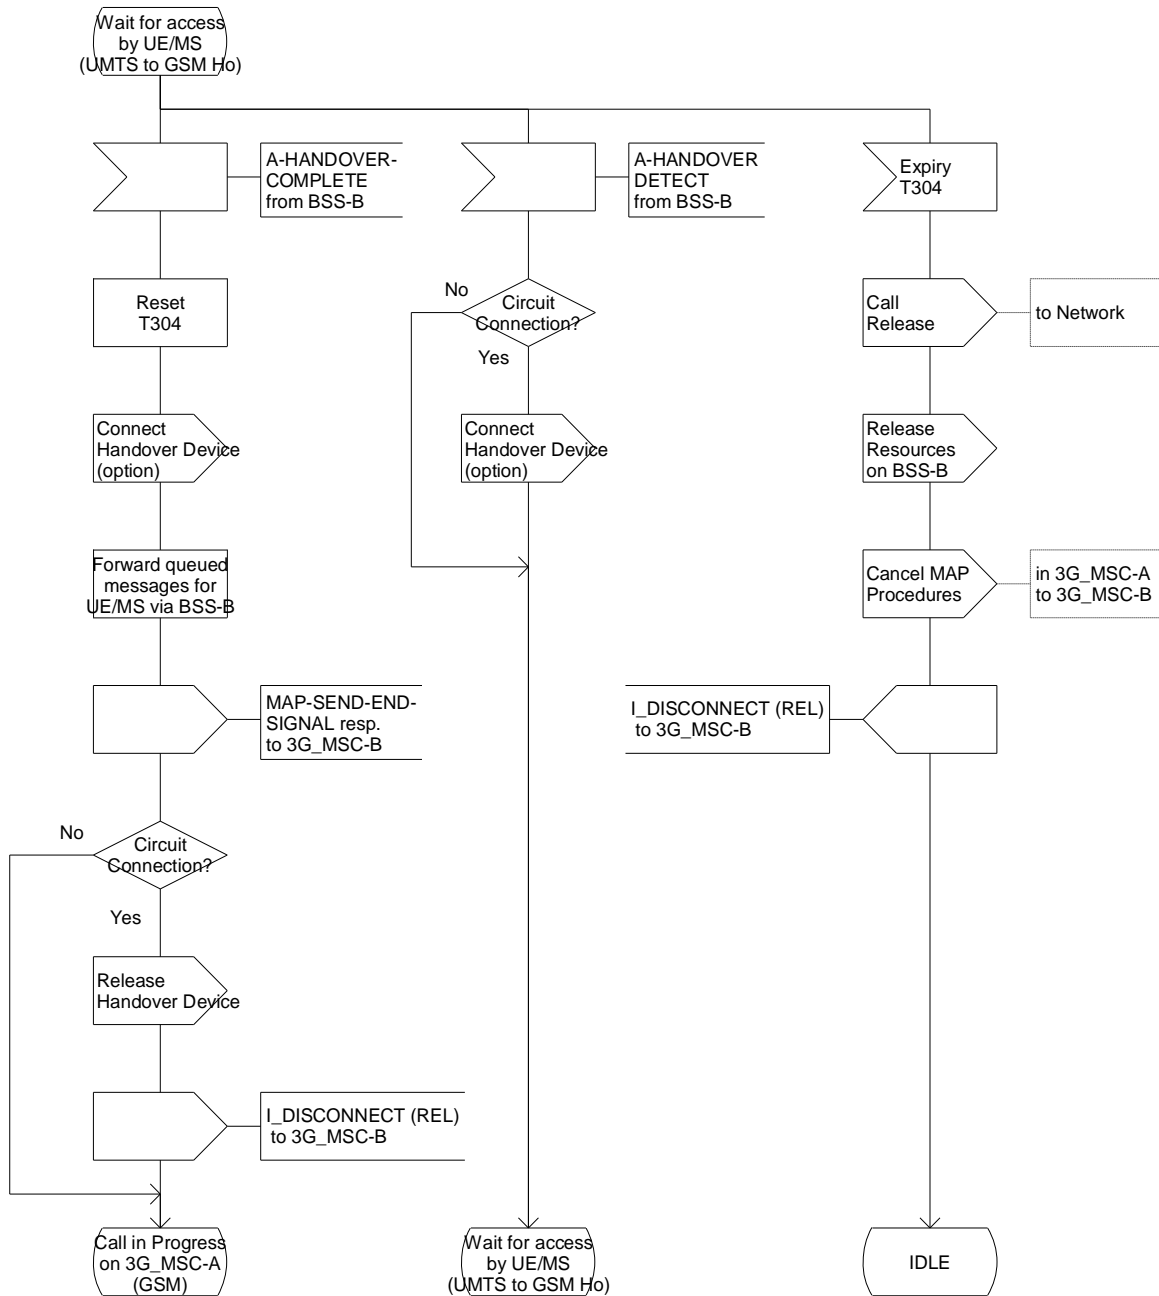 Wait for access
by UE/MS
(UMTS to GSM Ho)
A-HANDOVER-
COMPLETE
from BSS-B
A-HANDOVER
DETECT
from BSS-B
Expiry
T304
Reset
T304
No
Circuit
Connection?
Yes
Call
Release
to Network
Connect
Handover Device
(option)
Connect
Handover Device
(option)
Release
Resources
on BSS-B
Forward queued
messages for
UE/MS via BSS-B
Cancel MAP
Procedures
in 3G_MSC-A
to 3G_MSC-B
MAP-SEND-END-
SIGNAL resp.
to 3G_MSC-B
I_DISCONNECT (REL)
to 3G_MSC-B
No
Circuit
Connection?
Yes
Release
Handover Device
I_DISCONNECT (REL)
to 3G_MSC-B
Call in Progress
on 3G_MSC-A
(GSM)
Wait for access
by UE/MS
(UMTS to GSM Ho)
IDLE